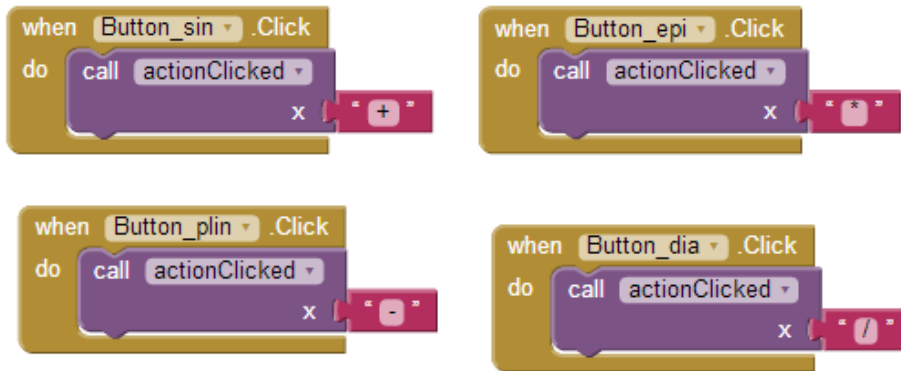 when Button_sin .Click
do call actionClicked
x "+"
when Button_epi .Click
do call actionClicked
x "*"
when Button_plin .Click
do call actionClicked
x "-"
when Button_dia .Click
do call actionClicked
x "/"